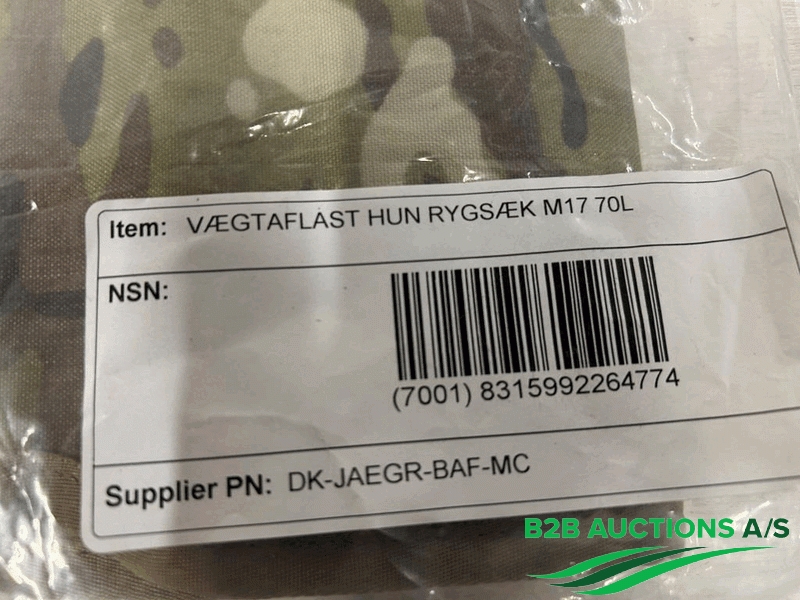 Item: VÆGTAFLAST HUN RYGSÆK M17 70L
NSN:
(7001) 8315992264774
Supplier PN: DK-JAEGR-BAF-MC
B2B AUCTIONS A/S